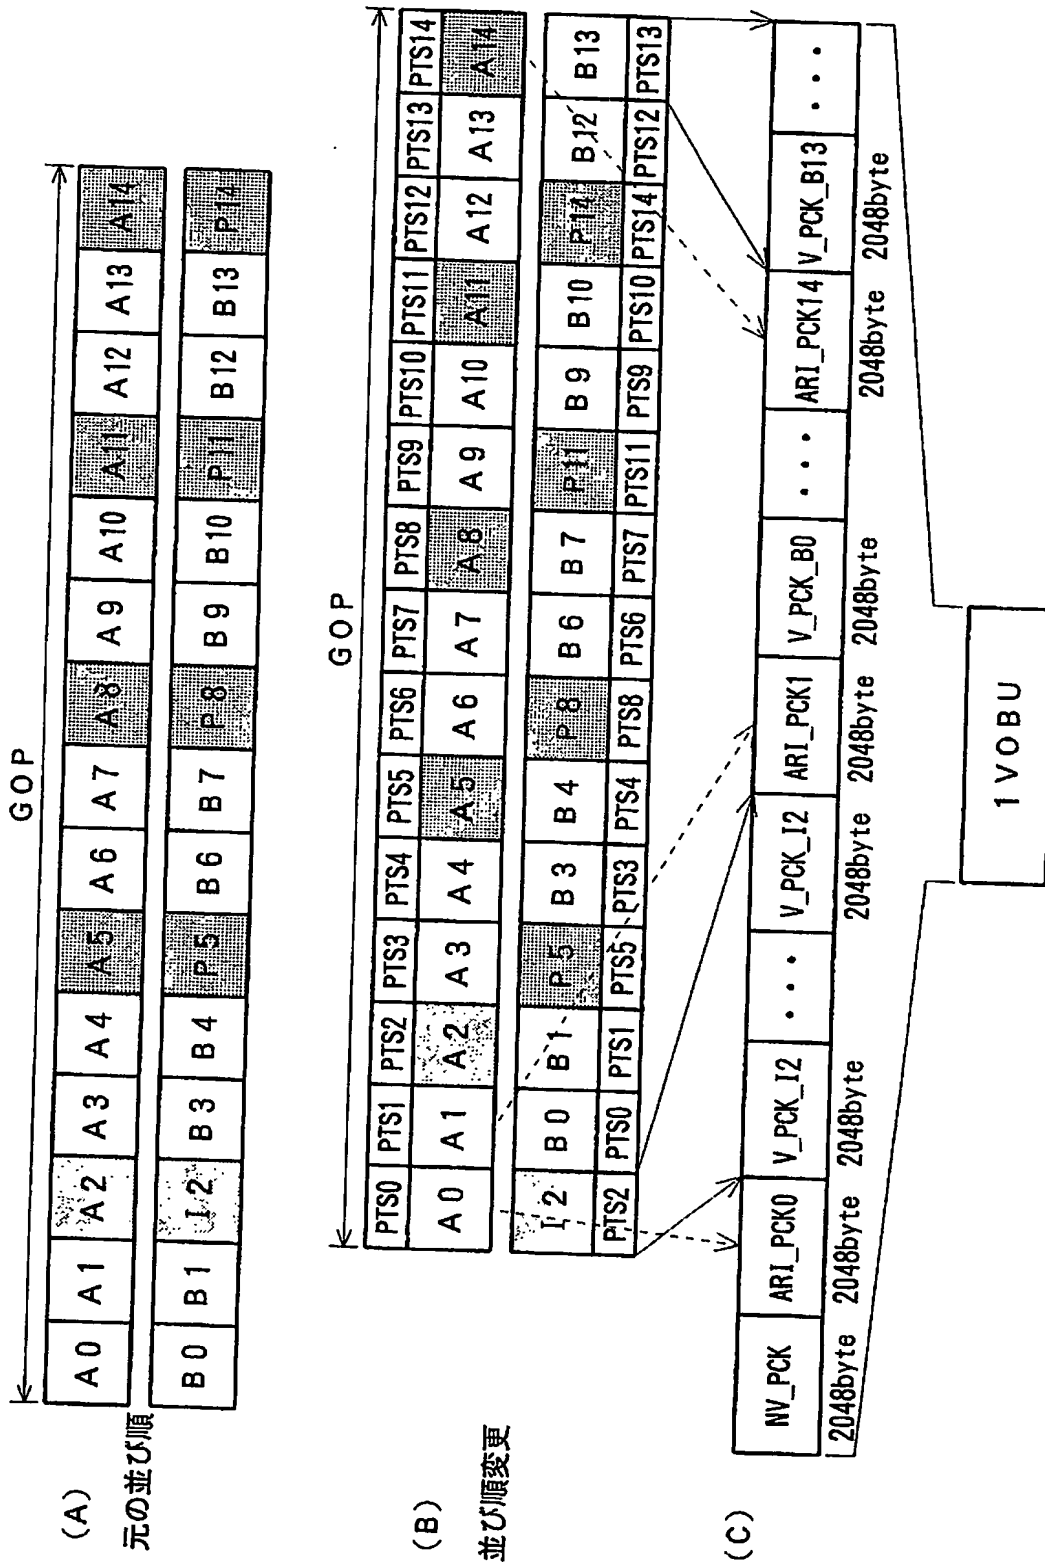 (A)
元の並び順
GOP
A0 A1 A2 A3 A4 A5 A6 A7 A8 A9 A10 A11 A12 A13 A14
B0 B1 I2 B3 B4 P5 B6 B7 P8 B9 B10 P11 B12 B13 P14
(B)
並び順変更
GOP
PTS0 PTS1 PTS2 PTS3 PTS4 PTS5 PTS6 PTS7 PTS8 PTS9 PTS10 PTS11 PTS12 PTS13 PTS14
A0 A1 A2 A3 A4 A5 A6 A7 A8 A9 A10 A11 A12 A13 A14
I2 B0 B1 P5 B3 B4 P8 B6 B7 P11 B9 B10 P14 B12 B13
PTS2 PTS0 PTS1 PTS5 PTS3 PTS4 PTS8 PTS6 PTS7 PTS11 PTS9 PTS10 PTS14 PTS12 PTS13
(C)
NV_PCK ARI_PCK0 V_PCK_I2 ・・・ V_PCK_I2 ARI_PCK1 V_PCK_B0 ・・・ ARI_PCK14 V_PCK_B13 ・・・
2048byte 2048byte 2048byte 2048byte 2048byte 2048byte 2048byte 2048byte
1VOBU